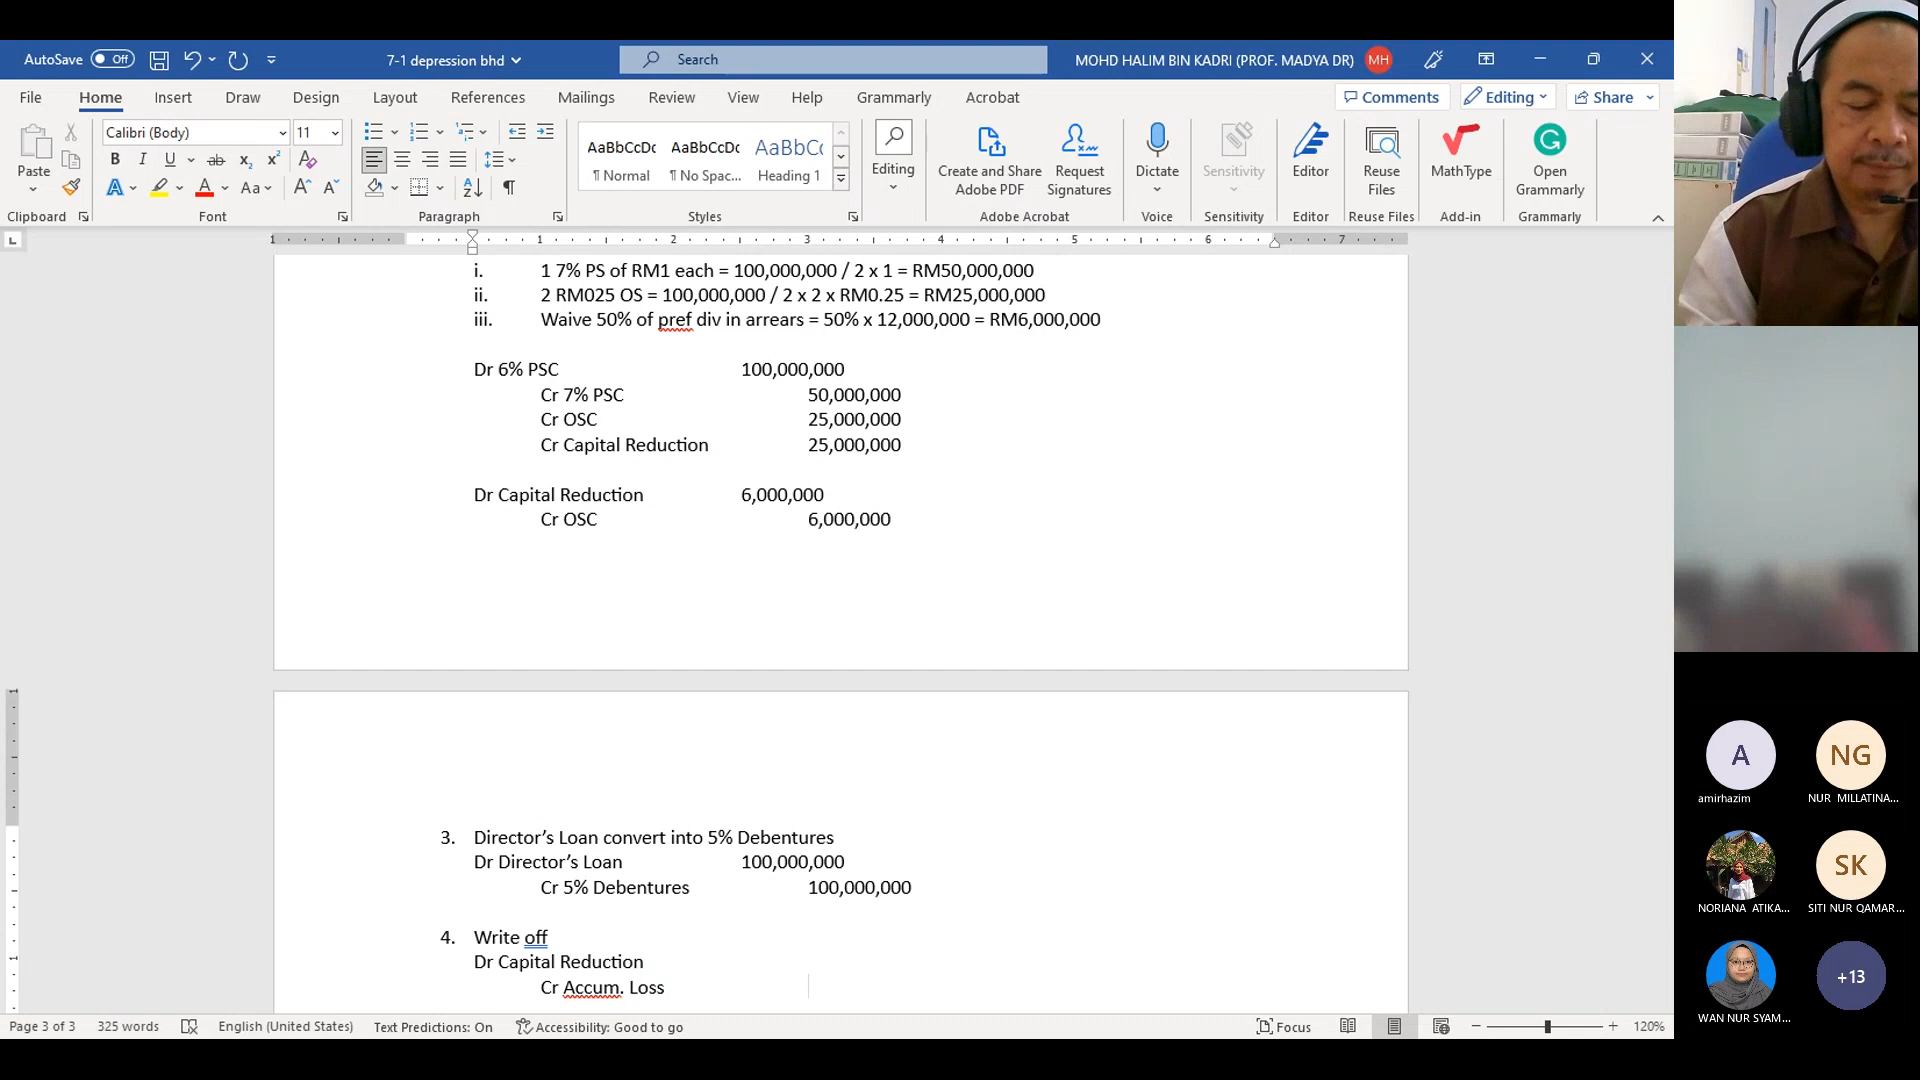 AutoSave Off 7-1 depression bhd Search MOHD HALIM BIN KADRI (PROF. MADYA DR) MH
File Home Insert Draw Design Layout References Mailings Review View Help Grammarly Acrobat Comments Editing Share
Calibri (Body) 11
AaBbCcDc AaBbCcDc AaBbCc
¶ Normal ¶ No Spac... Heading 1
Paste
Editing
Create and Share Adobe PDF
Request Signatures
Dictate
Sensitivity
Editor
Reuse Files
MathType
Open Grammarly
Clipboard Font Paragraph Styles Adobe Acrobat Voice Sensitivity Editor Reuse Files Add-in Grammarly
1 1 2 3 4 5 6 7
i. 1 7% PS of RM1 each = 100,000,000 / 2 x 1 = RM50,000,000
ii. 2 RM025 OS = 100,000,000 / 2 x 2 x RM0.25 = RM25,000,000
iii. Waive 50% of pref div in arrears = 50% x 12,000,000 = RM6,000,000
Dr 6% PSC 100,000,000
Cr 7% PSC 50,000,000
Cr OSC 25,000,000
Cr Capital Reduction 25,000,000
Dr Capital Reduction 6,000,000
Cr OSC 6,000,000
3. Director’s Loan convert into 5% Debentures
Dr Director’s Loan 100,000,000
Cr 5% Debentures 100,000,000
4. Write off
Dr Capital Reduction
Cr Accum. Loss
Page 3 of 3 325 words English (United States) Text Predictions: On Accessibility: Good to go Focus 120%
A NG
amirhazim NUR MILLATINA...
SK
NORIANA ATIKA... SITI NUR QAMAR...
+13
WAN NUR SYAM...